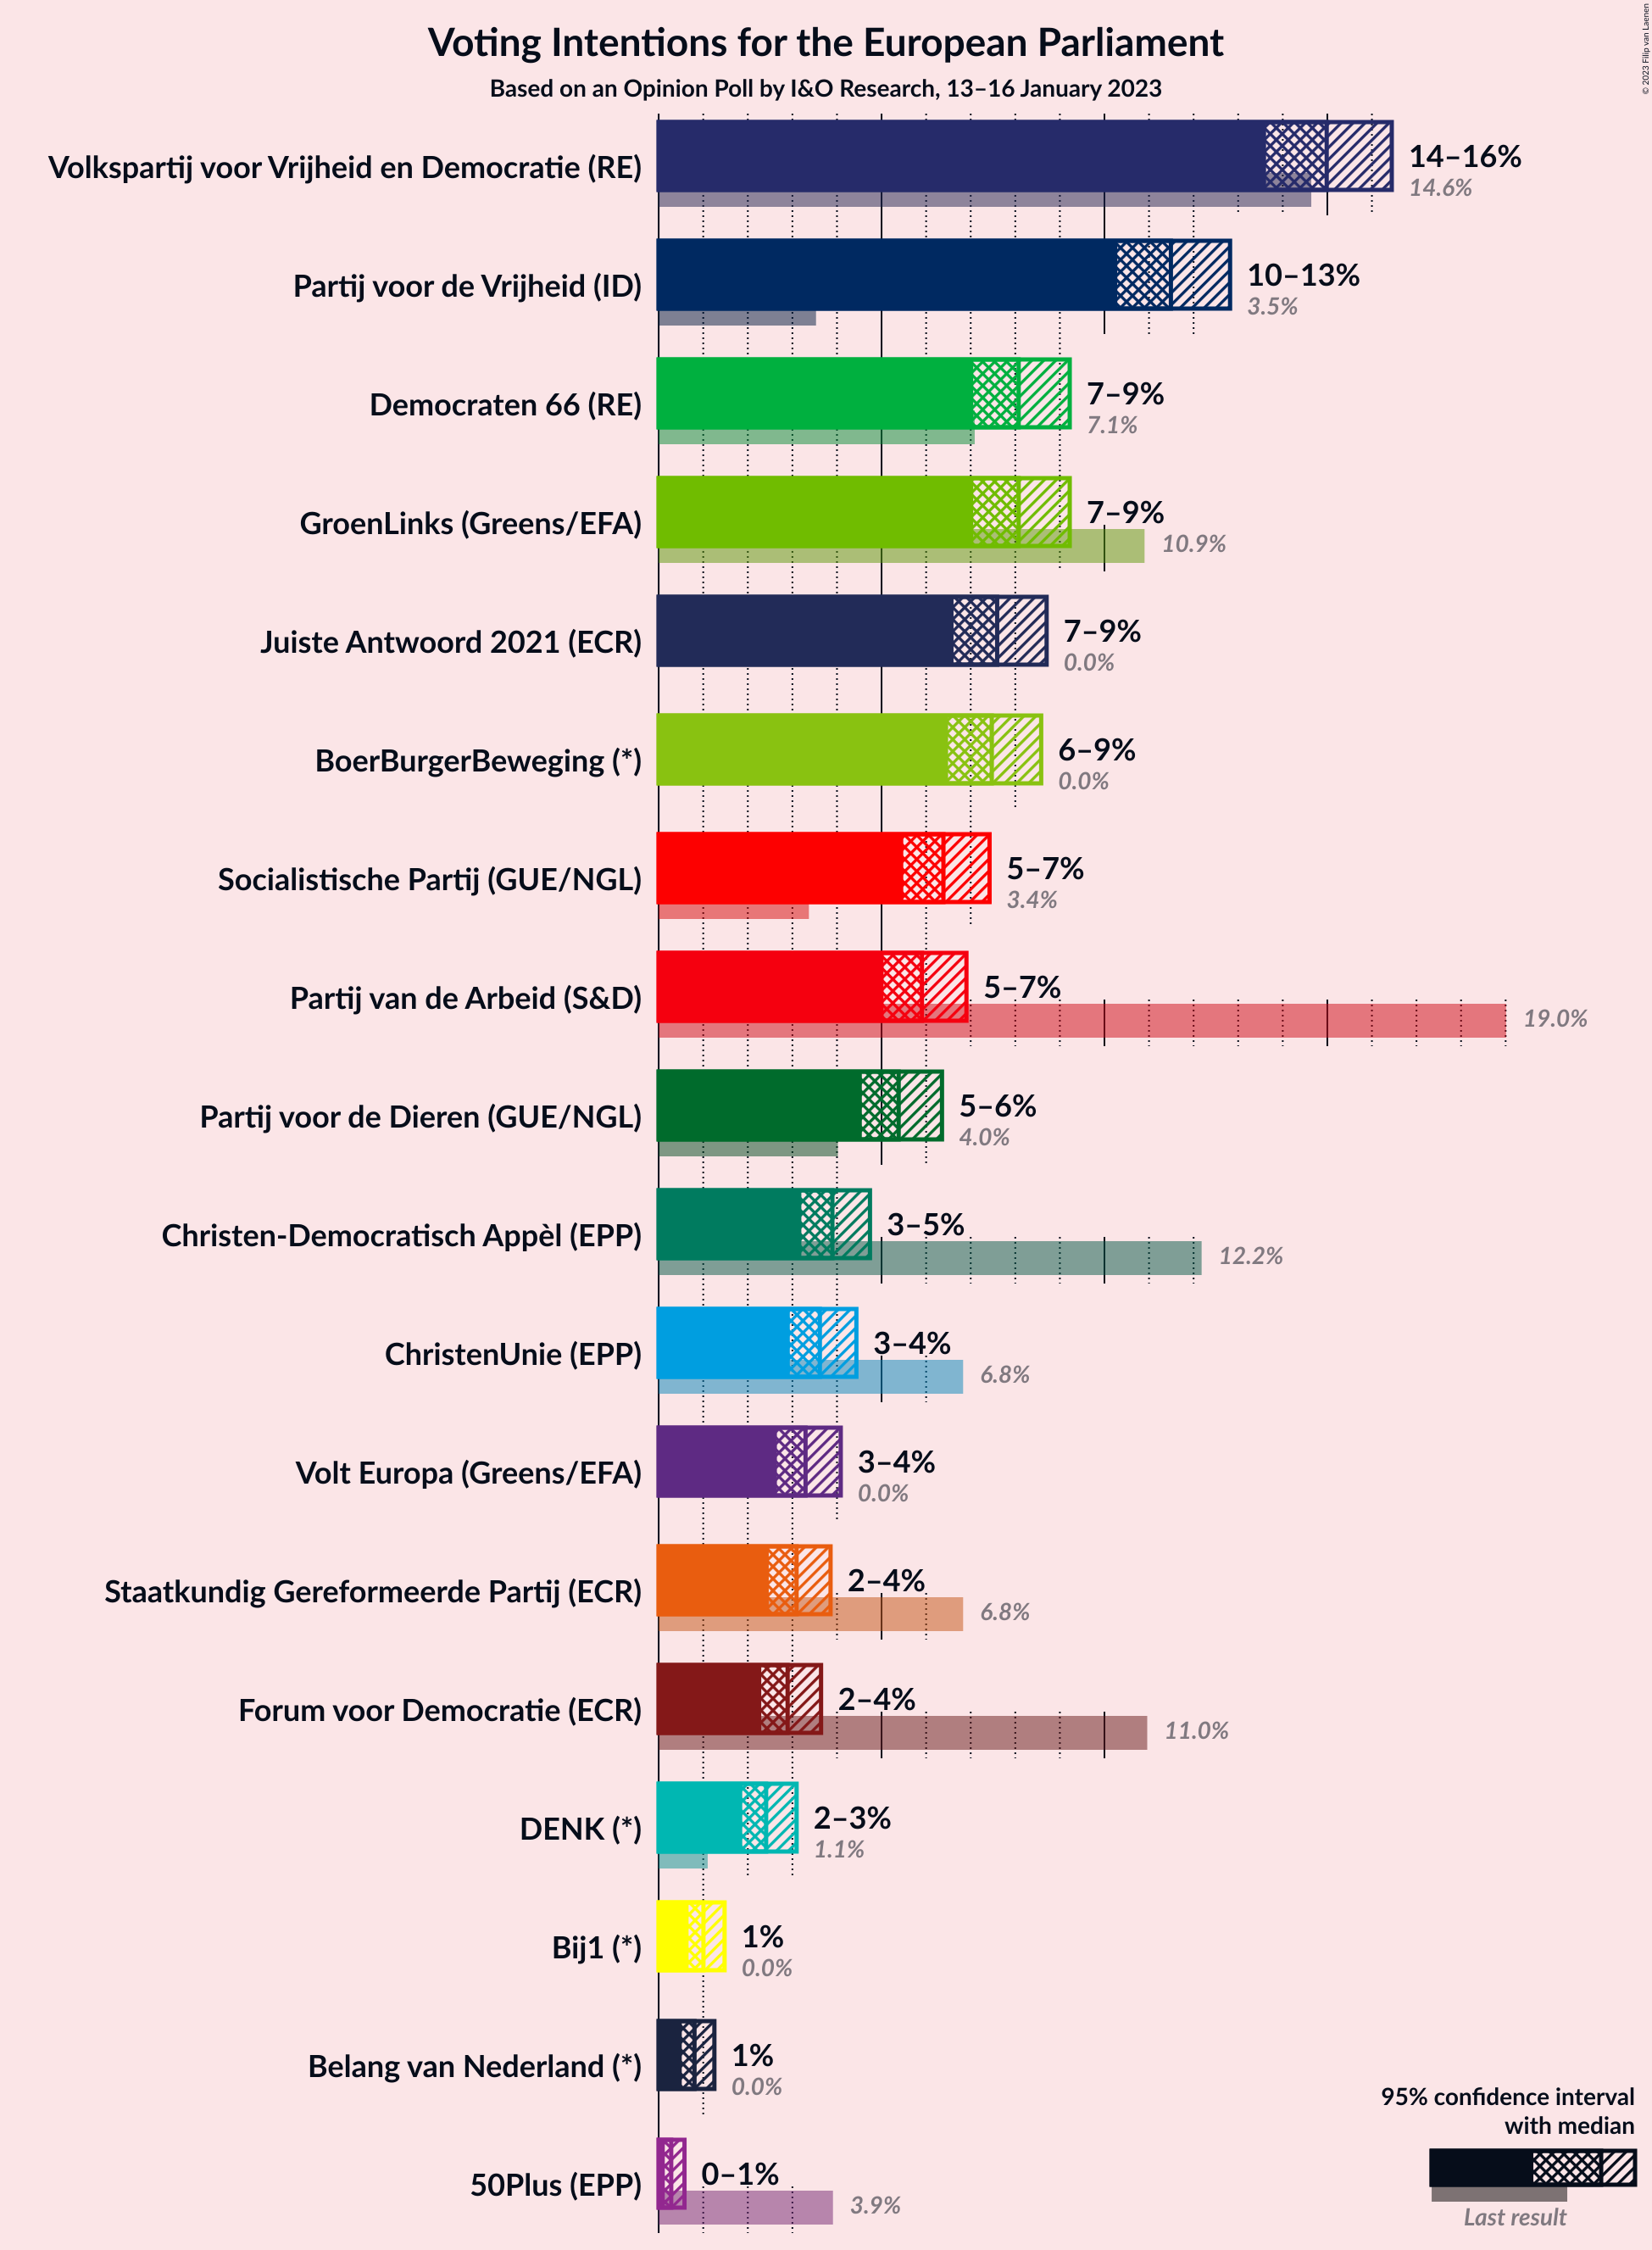 Voting Intentions for the European Parliament
Based on an Opinion Poll by I&O Research, 13–16 January 2023
© 2023 Filip van Laenen
Volkspartij voor Vrijheid en Democratie (RE)
14–16%
14.6%
Partij voor de Vrijheid (ID)
10–13%
3.5%
Democraten 66 (RE)
7–9%
7.1%
GroenLinks (Greens/EFA)
7–9%
10.9%
Juiste Antwoord 2021 (ECR)
7–9%
0.0%
BoerBurgerBeweging (*)
6–9%
0.0%
Socialistische Partij (GUE/NGL)
5–7%
3.4%
Partij van de Arbeid (S&D)
5–7%
19.0%
Partij voor de Dieren (GUE/NGL)
5–6%
4.0%
Christen-Democratisch Appèl (EPP)
3–5%
12.2%
ChristenUnie (EPP)
3–4%
6.8%
Volt Europa (Greens/EFA)
3–4%
0.0%
Staatkundig Gereformeerde Partij (ECR)
2–4%
6.8%
Forum voor Democratie (ECR)
2–4%
11.0%
DENK (*)
2–3%
1.1%
Bij1 (*)
1%
0.0%
Belang van Nederland (*)
1%
0.0%
50Plus (EPP)
0–1%
3.9%
95% confidence interval
with median
Last result